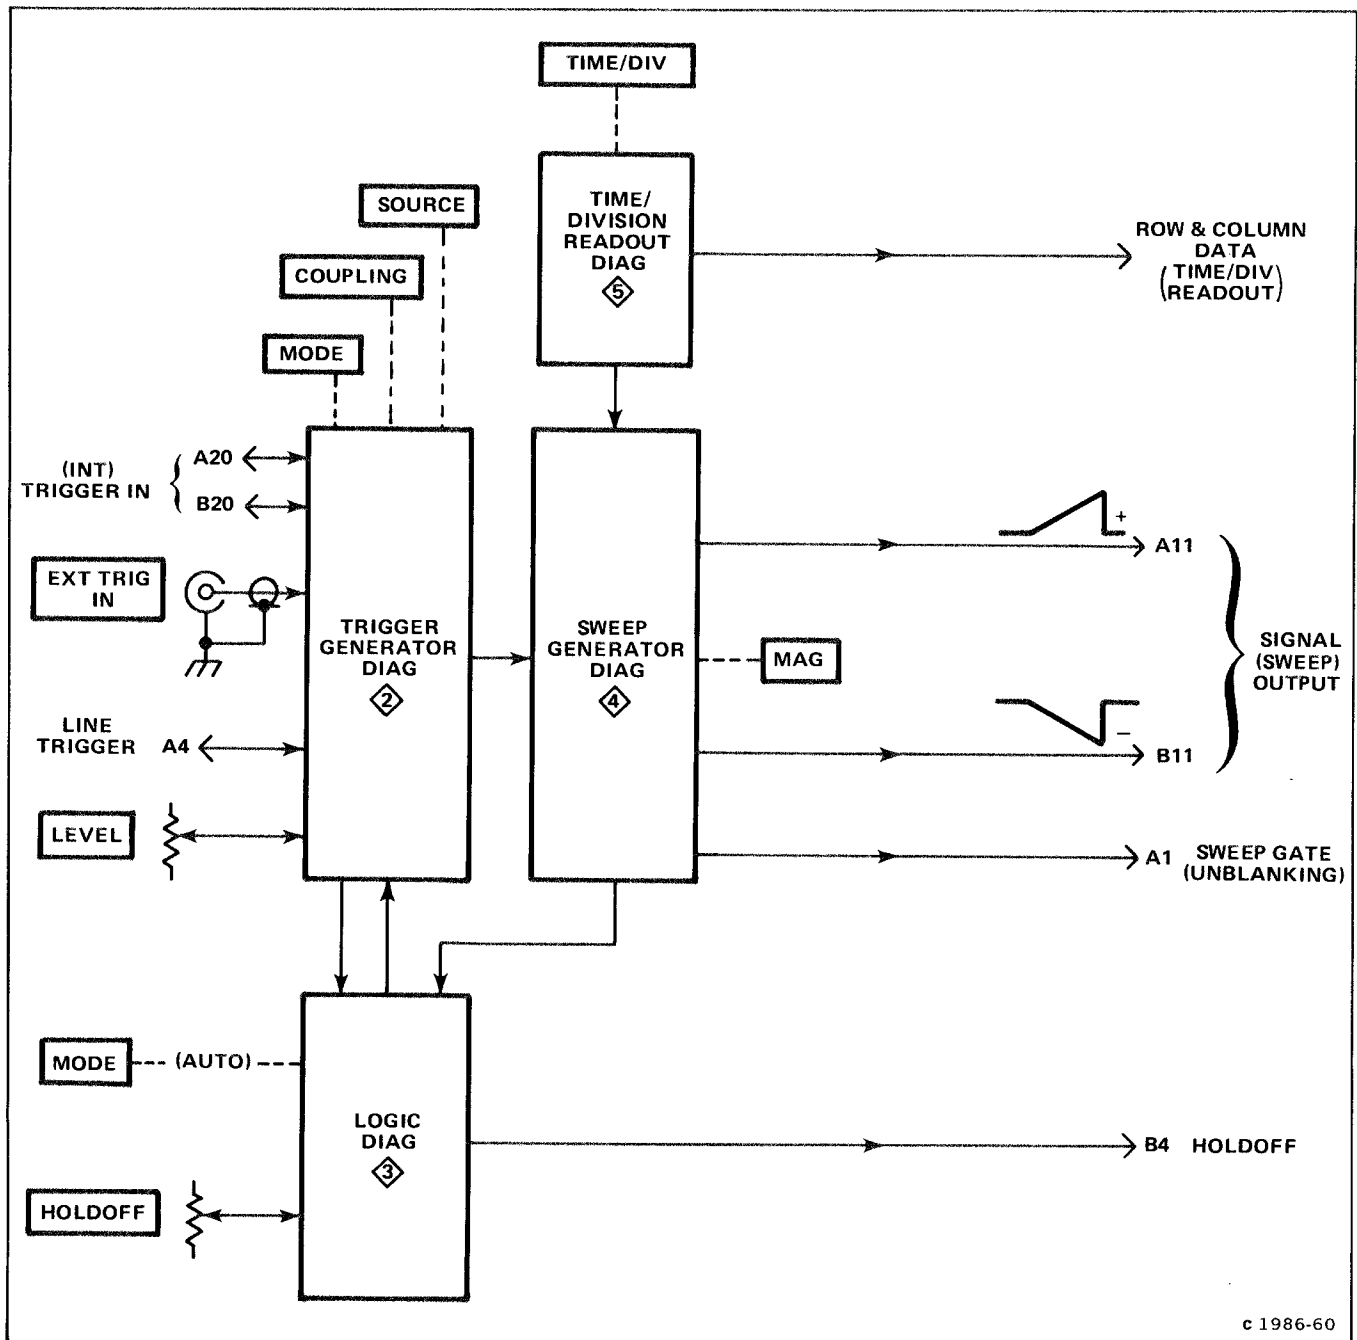 TIME/DIV
SOURCE
COUPLING
MODE
TIME/
DIVISION
READOUT
DIAG
5
ROW & COLUMN
DATA
(TIME/DIV
READOUT)
(INT)
TRIGGER IN
A20
B20
EXT TRIG
IN
LINE
TRIGGER
A4
LEVEL
TRIGGER
GENERATOR
DIAG
2
SWEEP
GENERATOR
DIAG
4
MAG
+
A11
−
B11
SIGNAL
(SWEEP)
OUTPUT
A1 SWEEP GATE
(UNBLANKING)
MODE
(AUTO)
LOGIC
DIAG
3
HOLDOFF
B4 HOLDOFF
c 1986-60